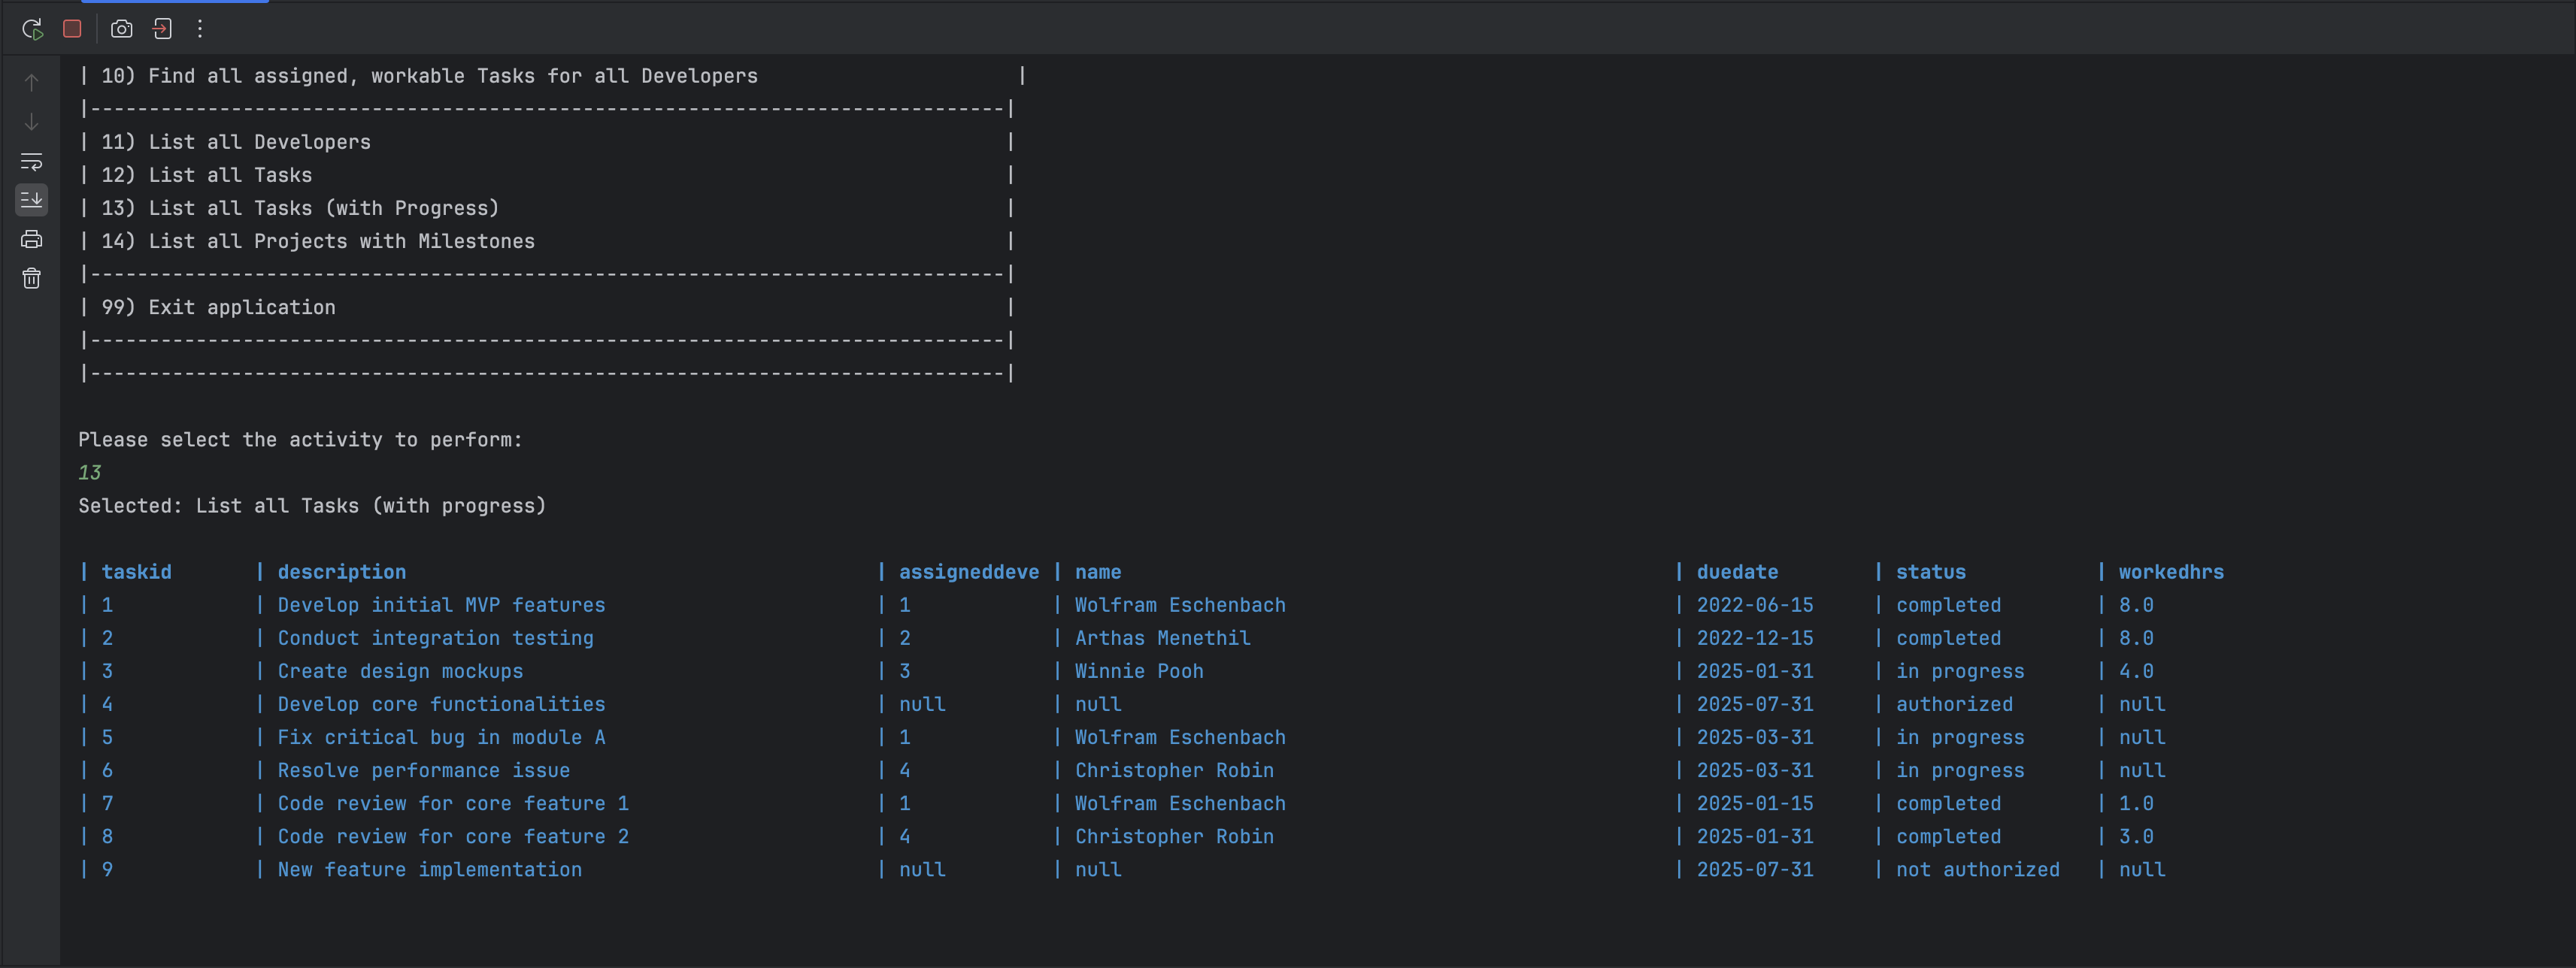 | 10) Find all assigned, workable Tasks for all Developers                      |
|------------------------------------------------------------------------------|
| 11) List all Developers                                                      |
| 12) List all Tasks                                                           |
| 13) List all Tasks (with Progress)                                           |
| 14) List all Projects with Milestones                                        |
|------------------------------------------------------------------------------|
| 99) Exit application                                                         |
|------------------------------------------------------------------------------|
|------------------------------------------------------------------------------|
Please select the activity to perform:
13
Selected: List all Tasks (with progress)
| taskid | description | assigneddeve | name | duedate | status | workedhrs
| 1 | Develop initial MVP features | 1 | Wolfram Eschenbach | 2022-06-15 | completed | 8.0
| 2 | Conduct integration testing | 2 | Arthas Menethil | 2022-12-15 | completed | 8.0
| 3 | Create design mockups | 3 | Winnie Pooh | 2025-01-31 | in progress | 4.0
| 4 | Develop core functionalities | null | null | 2025-07-31 | authorized | null
| 5 | Fix critical bug in module A | 1 | Wolfram Eschenbach | 2025-03-31 | in progress | null
| 6 | Resolve performance issue | 4 | Christopher Robin | 2025-03-31 | in progress | null
| 7 | Code review for core feature 1 | 1 | Wolfram Eschenbach | 2025-01-15 | completed | 1.0
| 8 | Code review for core feature 2 | 4 | Christopher Robin | 2025-01-31 | completed | 3.0
| 9 | New feature implementation | null | null | 2025-07-31 | not authorized | null